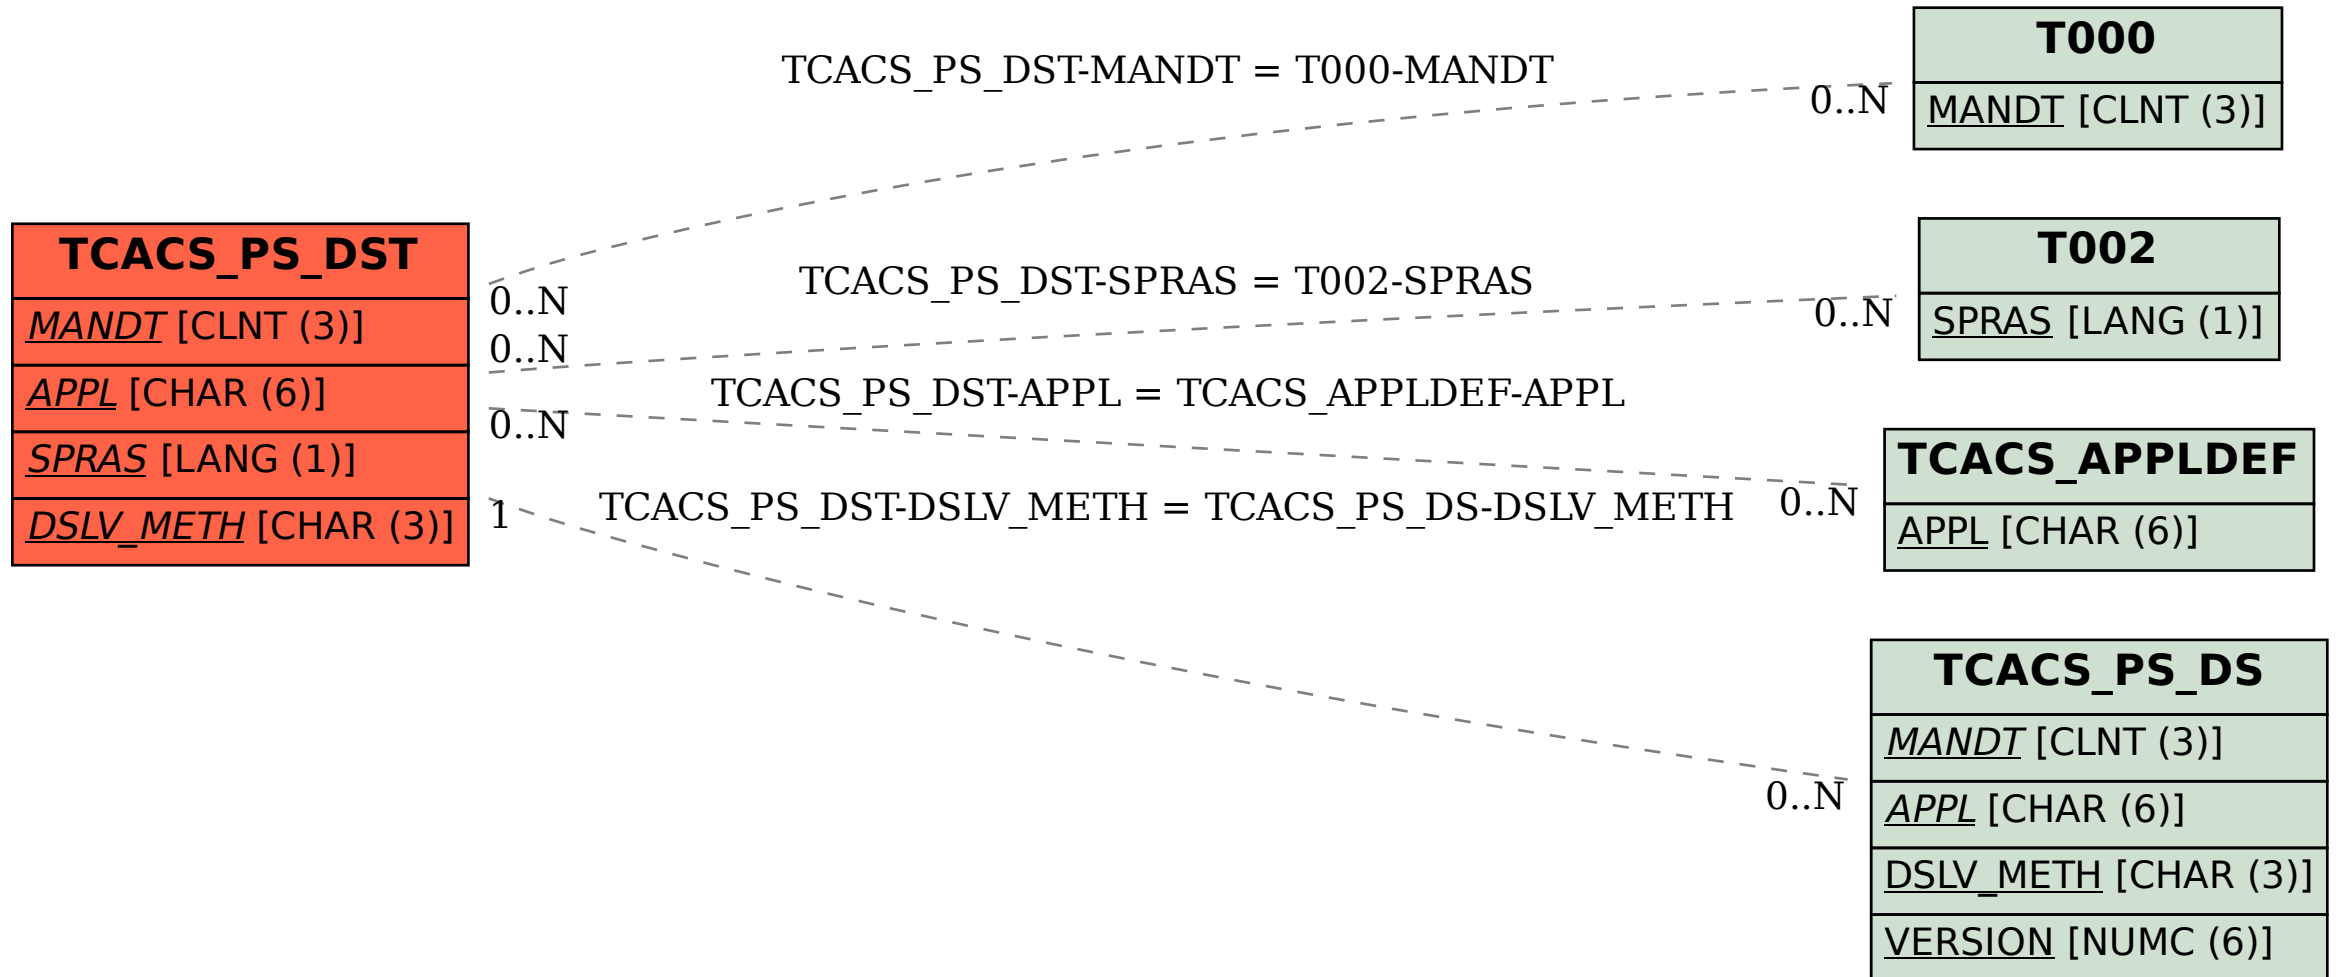 TCACS_PS_DST
MANDT [CLNT (3)]
APPL [CHAR (6)]
SPRAS [LANG (1)]
DSLV_METH [CHAR (3)]
TCACS_PS_DST-MANDT = T000-MANDT
0..N
0..N
TCACS_PS_DST-SPRAS = T002-SPRAS
0..N
0..N
TCACS_PS_DST-APPL = TCACS_APPLDEF-APPL
0..N
0..N
TCACS_PS_DST-DSLV_METH = TCACS_PS_DS-DSLV_METH
1
0..N
T000
MANDT [CLNT (3)]
T002
SPRAS [LANG (1)]
TCACS_APPLDEF
APPL [CHAR (6)]
TCACS_PS_DS
MANDT [CLNT (3)]
APPL [CHAR (6)]
DSLV_METH [CHAR (3)]
VERSION [NUMC (6)]